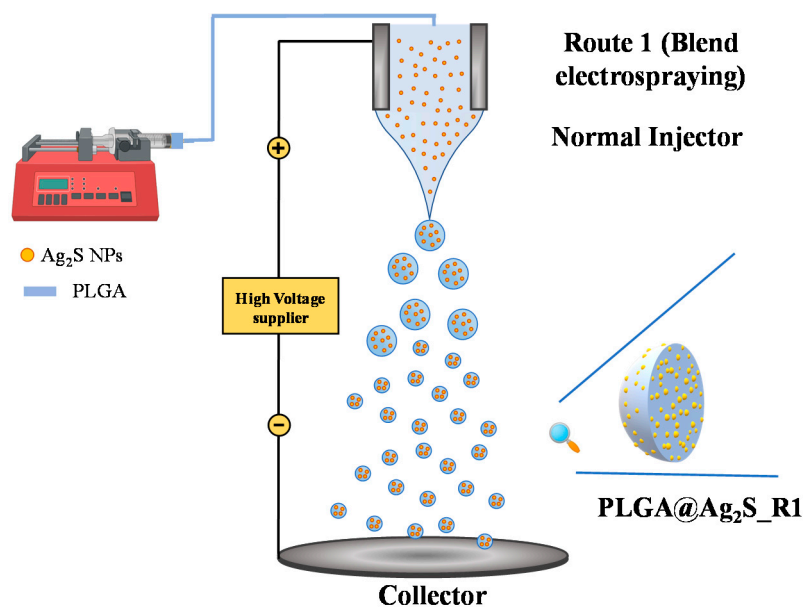 Route 1 (Blend
electrospraying)
Normal Injector
+
Ag₂S NPs
PLGA
High Voltage
supplier
−
PLGA@Ag₂S_R1
Collector